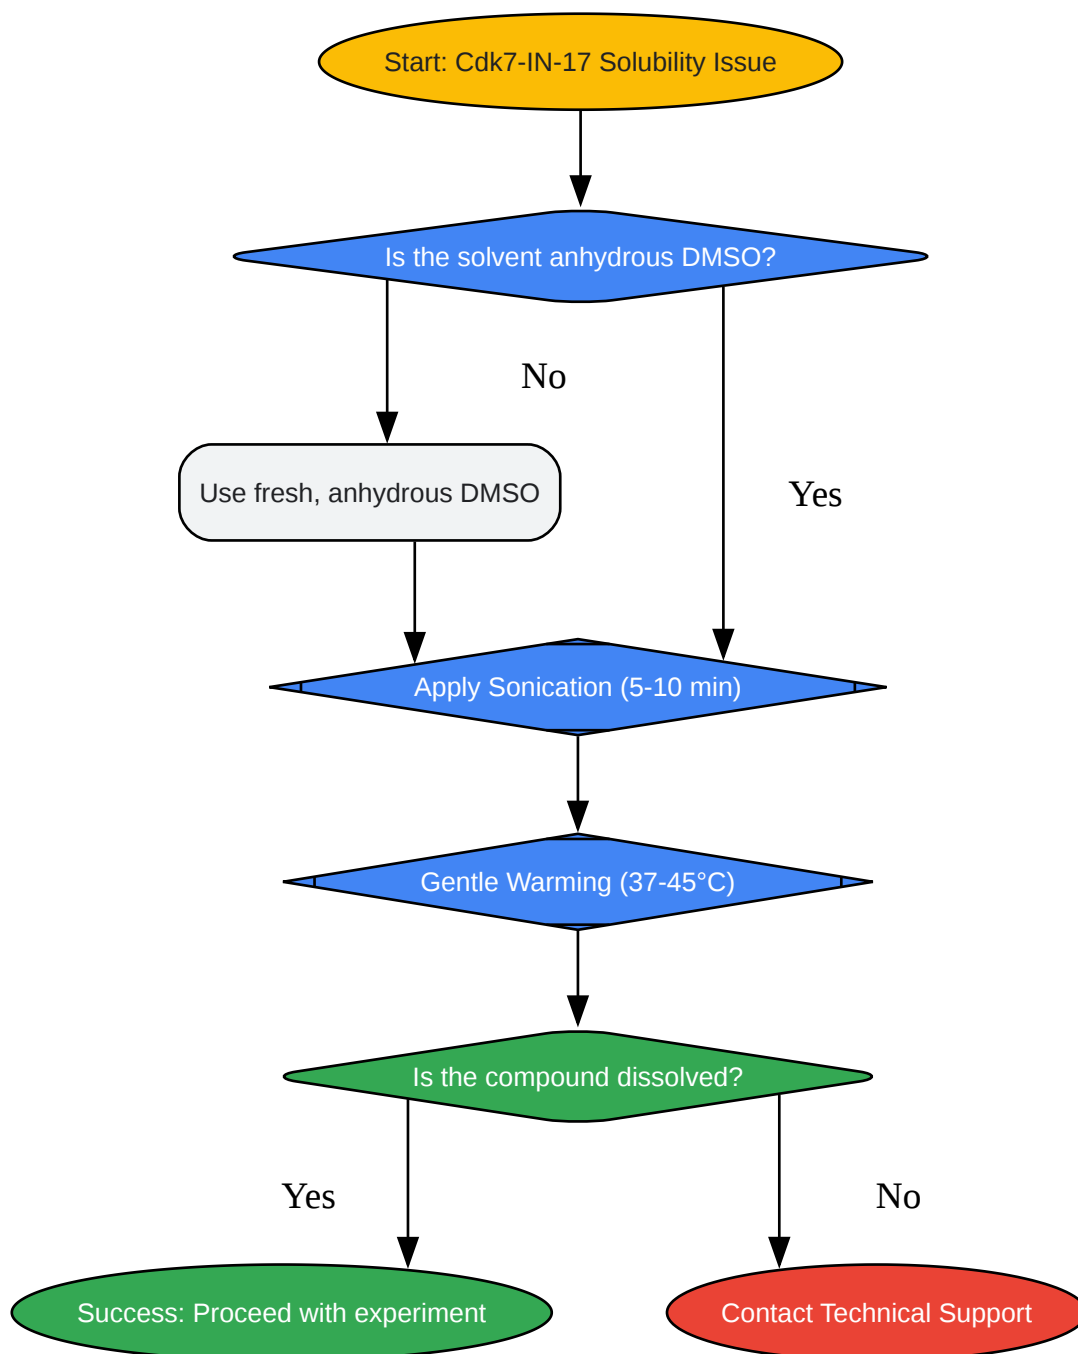 Start: Cdk7-IN-17 Solubility Issue
Is the solvent anhydrous DMSO?
No
Use fresh, anhydrous DMSO
Yes
Apply Sonication (5-10 min)
Gentle Warming (37-45°C)
Is the compound dissolved?
Yes
No
Success: Proceed with experiment
Contact Technical Support